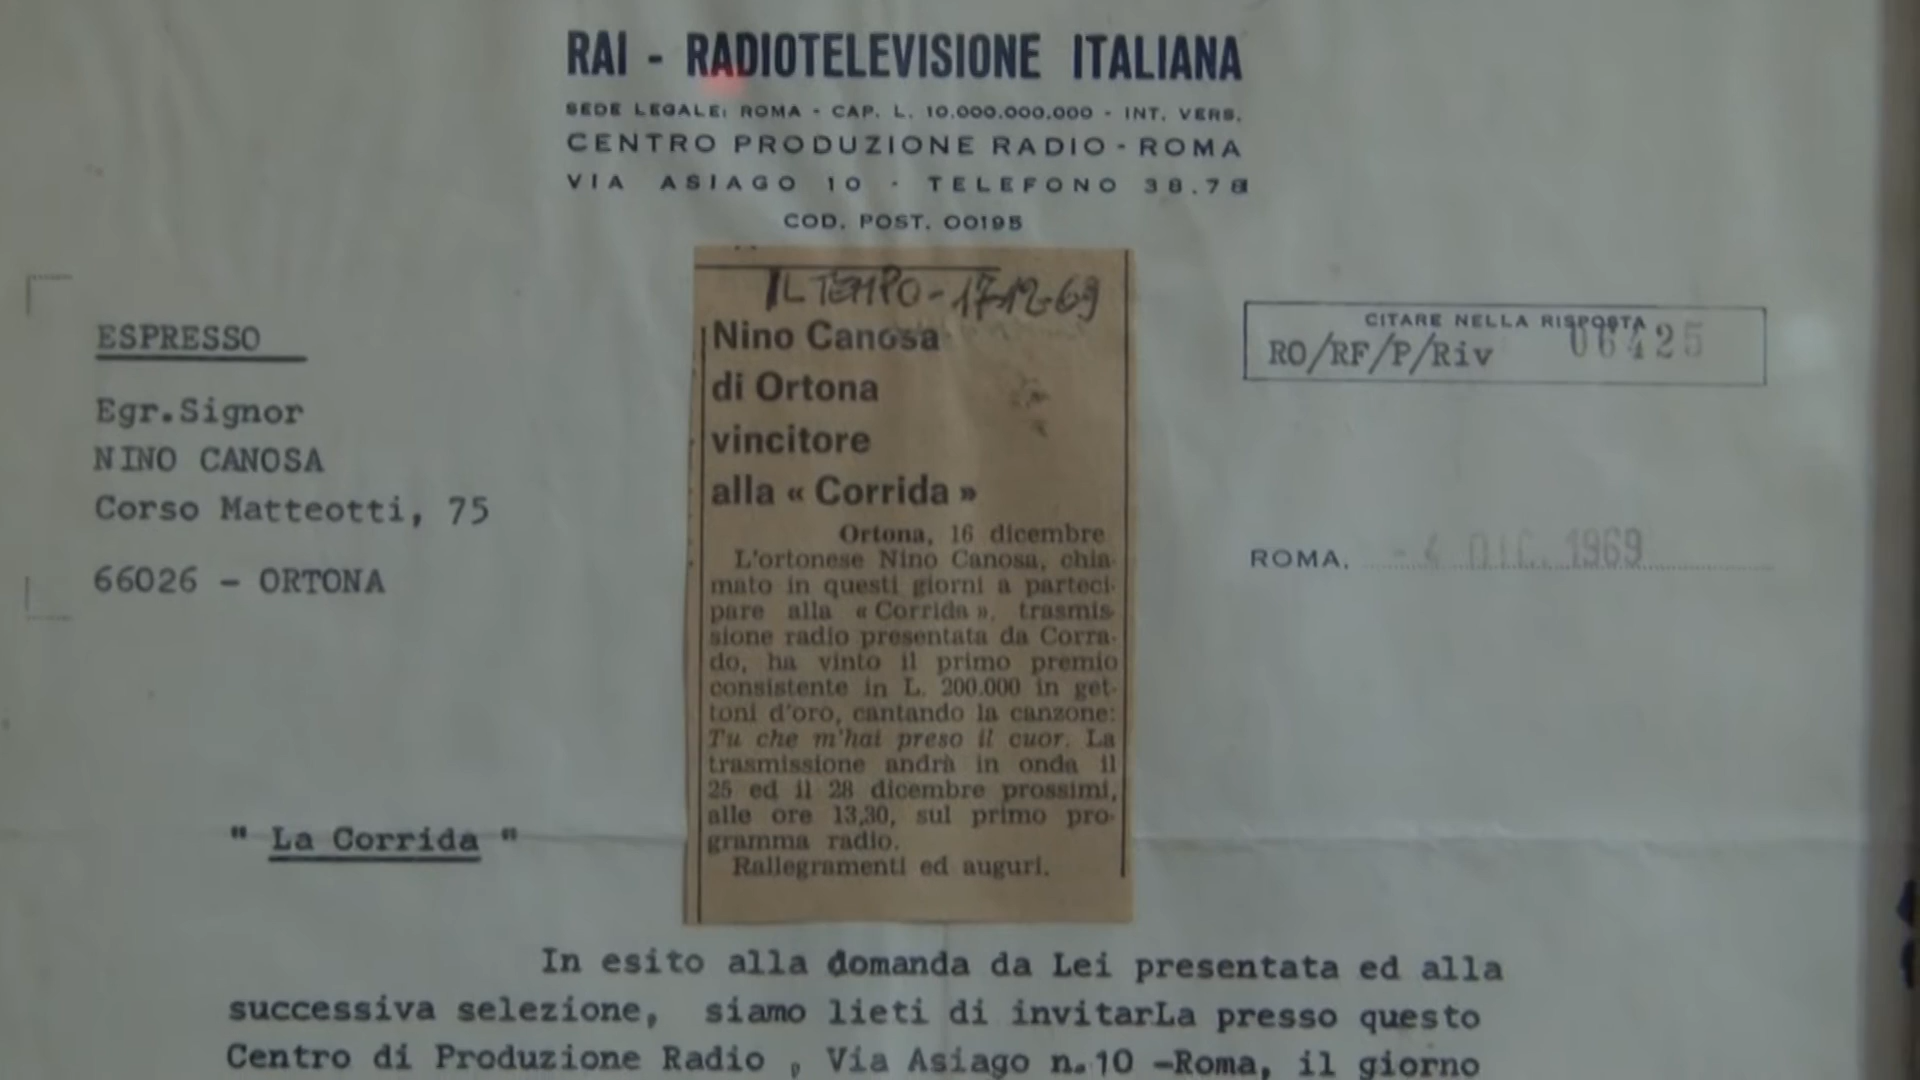 RAI - RADIOTELEVISIONE ITALIANA
SEDE LEGALE: ROMA - CAP. L. 10.000.000.000 - INT. VERS.
CENTRO PRODUZIONE RADIO - ROMA
VIA ASIAGO 10 - TELEFONO 38.78
COD. POST. 00195
ESPRESSO
Egr.Signor
NINO CANOSA
Corso Matteotti, 75
66026 - ORTONA
IL TEMPO - 17-12-69
Nino Canosa
di Ortona
vincitore
alla « Corrida »
Ortona, 16 dicembre
L'ortonese Nino Canosa, chia-
mato in questi giorni a parteci-
pare alla « Corrida », trasmis-
sione radio presentata da Corra-
do, ha vinto il primo premio
consistente in L. 200.000 in get-
toni d'oro, cantando la canzone:
Tu che m'hai preso il cuor. La
trasmissione andrà in onda il
25 ed il 28 dicembre prossimi,
alle ore 13,30, sul primo pro-
gramma radio.
Rallegramenti ed auguri.
CITARE NELLA RISPOSTA
RO/RF/P/Riv 06425
ROMA, - 4 DIC. 1969
" La Corrida "
In esito alla domanda da Lei presentata ed alla
successiva selezione, siamo lieti di invitarLa presso questo
Centro di Produzione Radio , Via Asiago n.10 -Roma, il giorno